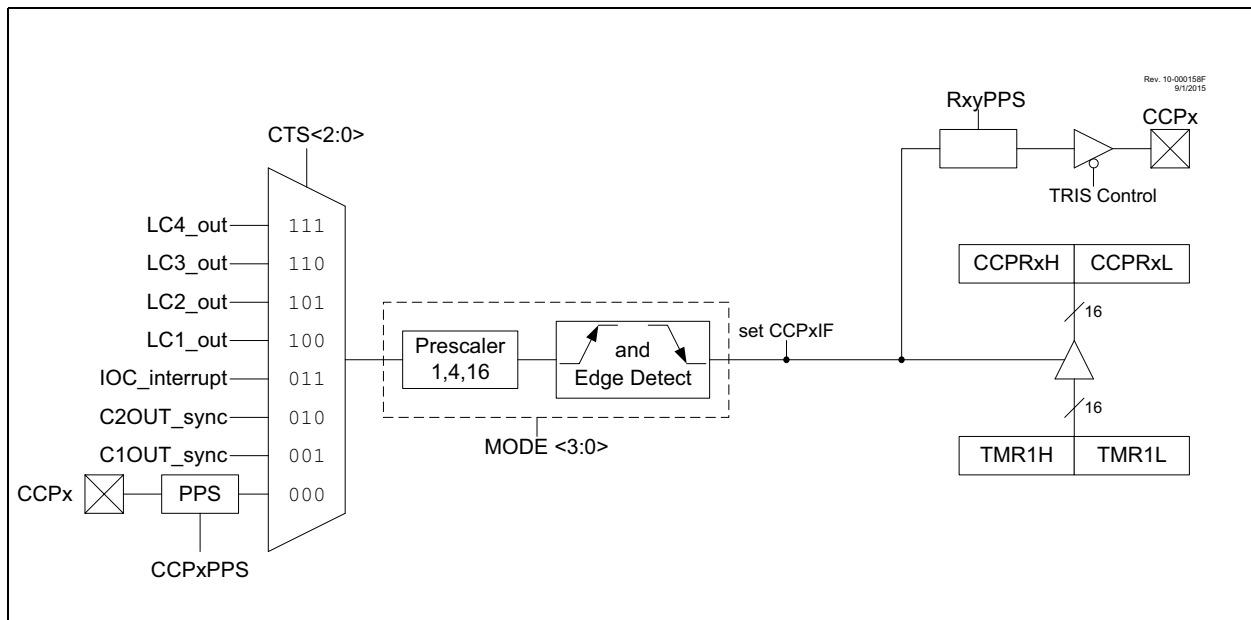 Rev. 10-000158F
9/1/2015
RxyPPS
CCPx
CTS<2:0>
TRIS Control
LC4_out
111
LC3_out
110
CCPRxH
CCPRxL
LC2_out
101
16
LC1_out
100
set CCPxIF
Prescaler
1,4,16
and
Edge Detect
IOC_interrupt
011
C2OUT_sync
010
16
MODE <3:0>
C1OUT_sync
001
TMR1H
TMR1L
CCPx
PPS
000
CCPxPPS